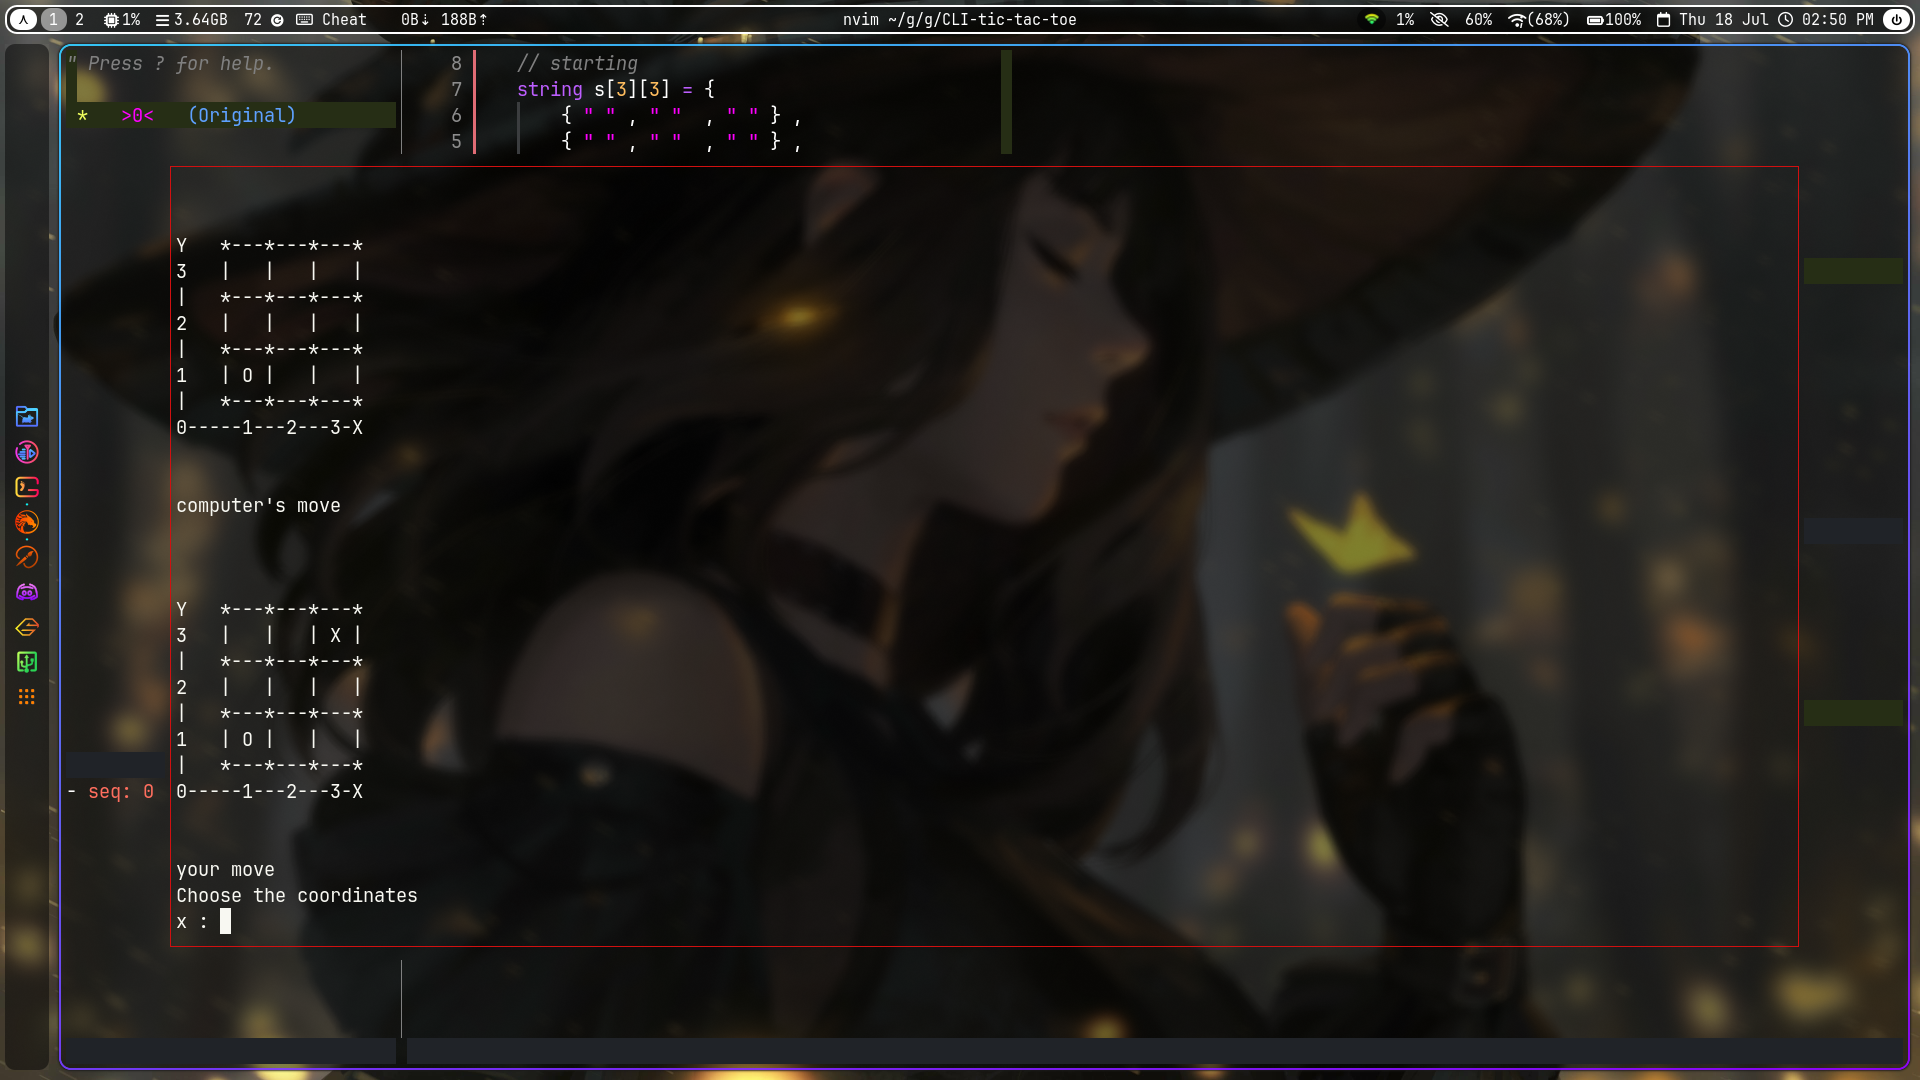 1 2 1% 3.64GB 72 Cheat 0B↓ 188B↑ nvim ~/g/g/CLI-tic-tac-toe 1% 60% (68%) 100% Thu 18 Jul 02:50 PM
" Press ? for help.
* >0< (Original)
8 // starting
7 string s[3][3] = {
6 { " " , " " , " " } ,
5 { " " , " " , " " } ,
Y   *---*---*---*
3   |   |   |   |
|   *---*---*---*
2   |   |   |   |
|   *---*---*---*
1   | O |   |   |
|   *---*---*---*
0-----1---2---3-X
computer's move
Y   *---*---*---*
3   |   |   | X |
|   *---*---*---*
2   |   |   |   |
|   *---*---*---*
1   | O |   |   |
|   *---*---*---*
0-----1---2---3-X
- seq: 0
your move
Choose the coordinates
x :